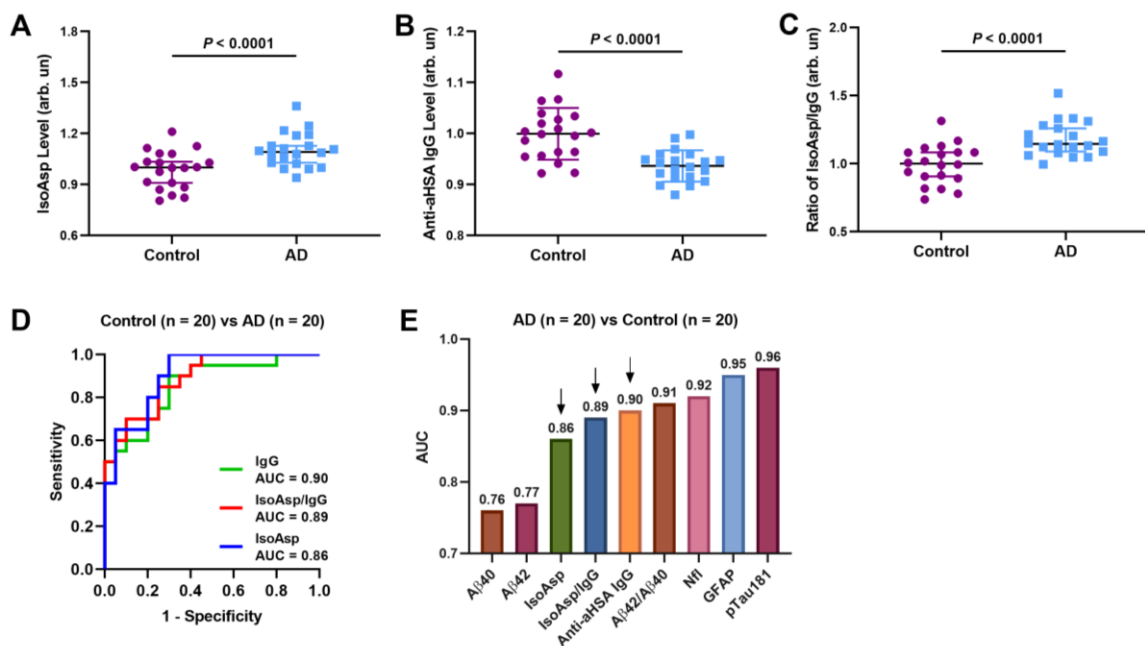 A
IsoAsp Level (arb. un)
1.8
1.4
1.0
0.6
P < 0.0001
Control
AD
B
Anti-aHSA IgG Level (arb. un)
1.2
1.1
1.0
0.9
0.8
P < 0.0001
Control
AD
C
Ratio of IsoAsp/IgG (arb. un)
2.0
1.5
1.0
0.5
P < 0.0001
Control
AD
D
Control (n = 20) vs AD (n = 20)
Sensitivity
1.0
0.8
0.6
0.4
0.2
0.0
0.0 0.2 0.4 0.6 0.8 1.0
1 - Specificity
IgG
AUC = 0.90
IsoAsp/IgG
AUC = 0.89
IsoAsp
AUC = 0.86
E
AD (n = 20) vs Control (n = 20)
AUC
1.0
0.9
0.8
0.7
0.76
0.77
0.86
0.89
0.90
0.91
0.92
0.95
0.96
Aβ40
Aβ42
IsoAsp
IsoAsp/IgG
Anti-aHSA IgG
Aβ42/Aβ40
Nfl
GFAP
pTau181